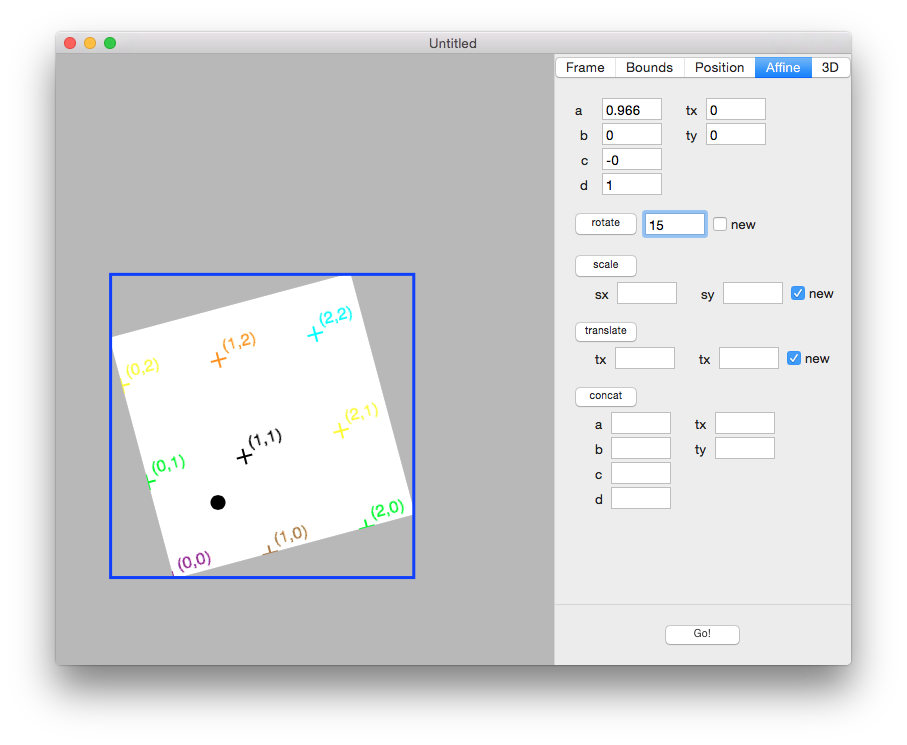 Untitled
Frame Bounds Position Affine 3D
a 0.966 tx 0
b 0 ty 0
c -0
d 1
rotate 15 new
scale
sx sy new
translate
tx tx new
concat
a tx
b ty
c
d
Go!
(2,2)
(1,2)
(0,2)
(2,1)
(1,1)
(0,1)
(2,0)
(1,0)
(0,0)